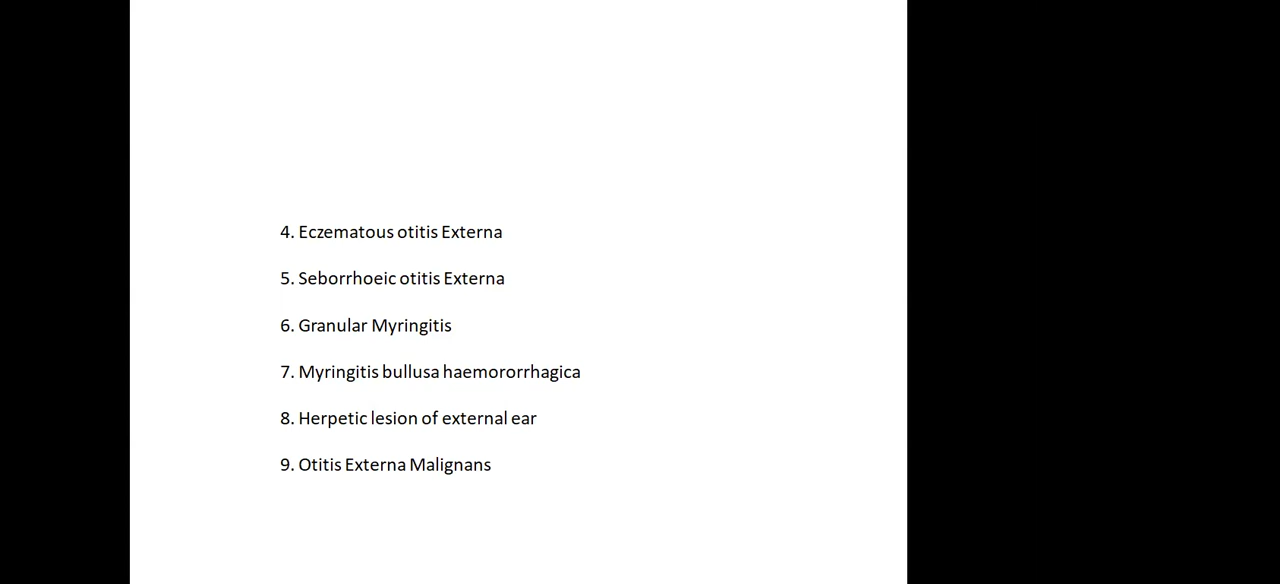 4. Eczematous otitis Externa
5. Seborrhoeic otitis Externa
6. Granular Myringitis
7. Myringitis bullusa haemororrhagica
8. Herpetic lesion of external ear
9. Otitis Externa Malignans